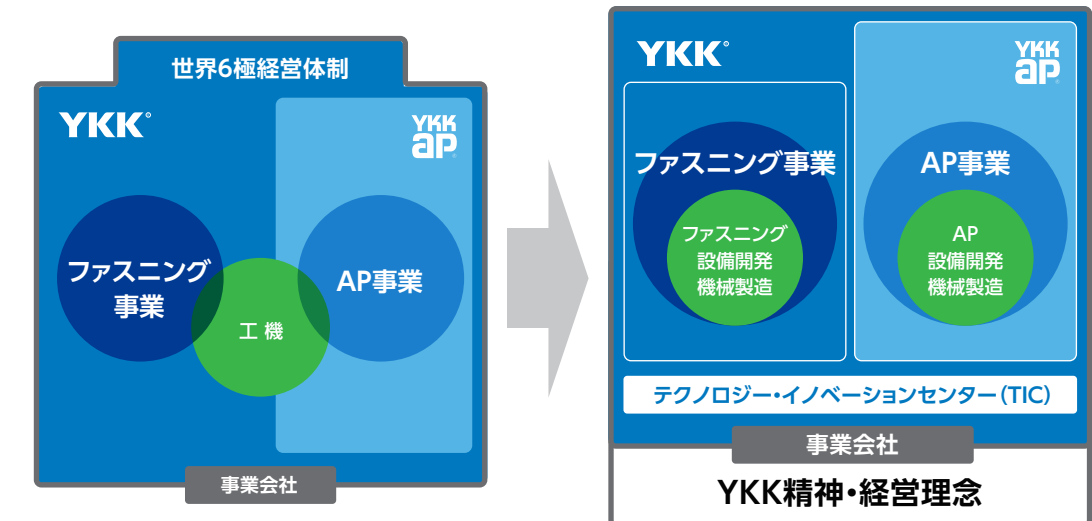 世界6極経営体制
YKK
YKK
ap
ファスニング
事業
AP事業
工機
事業会社
YKK
YKK
ap
ファスニング事業
ファスニング
設備開発
機械製造
AP事業
AP
設備開発
機械製造
テクノロジー・イノベーションセンター(TIC)
事業会社
YKK精神・経営理念